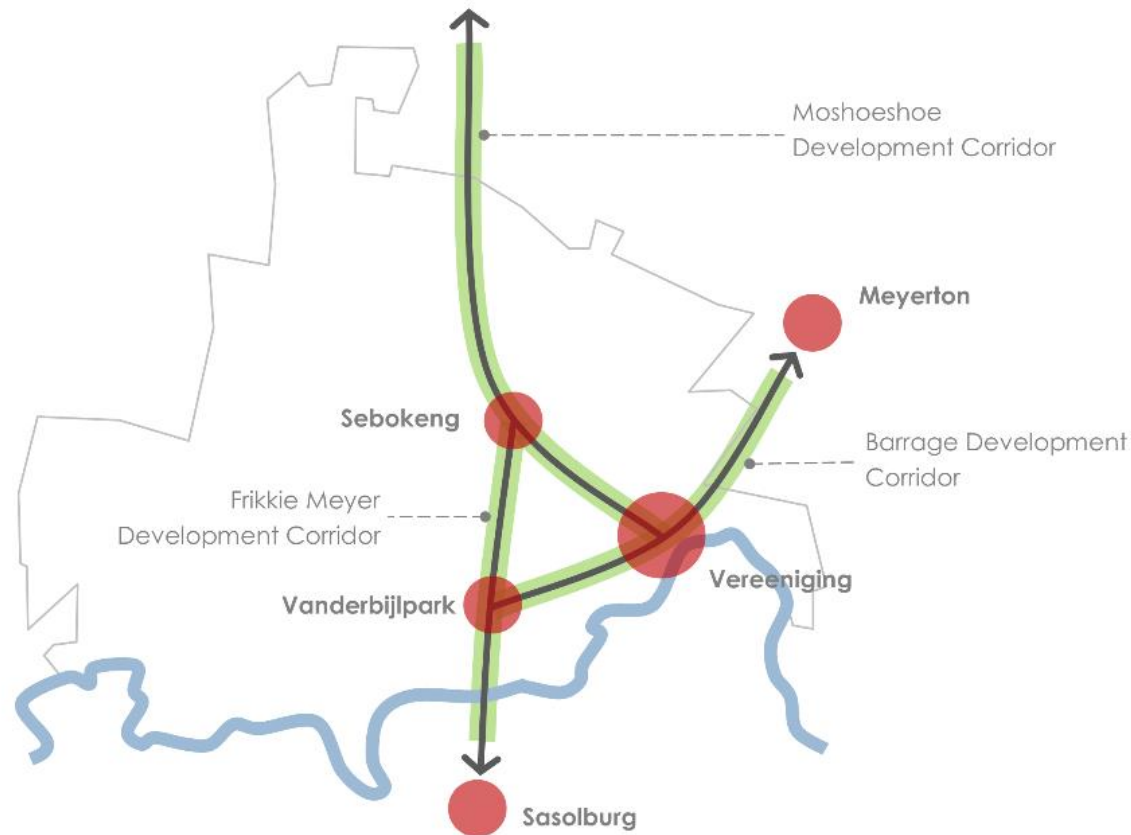 Moshoeshoe
Development Corridor
Meyerton
Sebokeng
Barrage Development
Corridor
Frikkie Meyer
Development Corridor
Vereeniging
Vanderbijlpark
Sasolburg